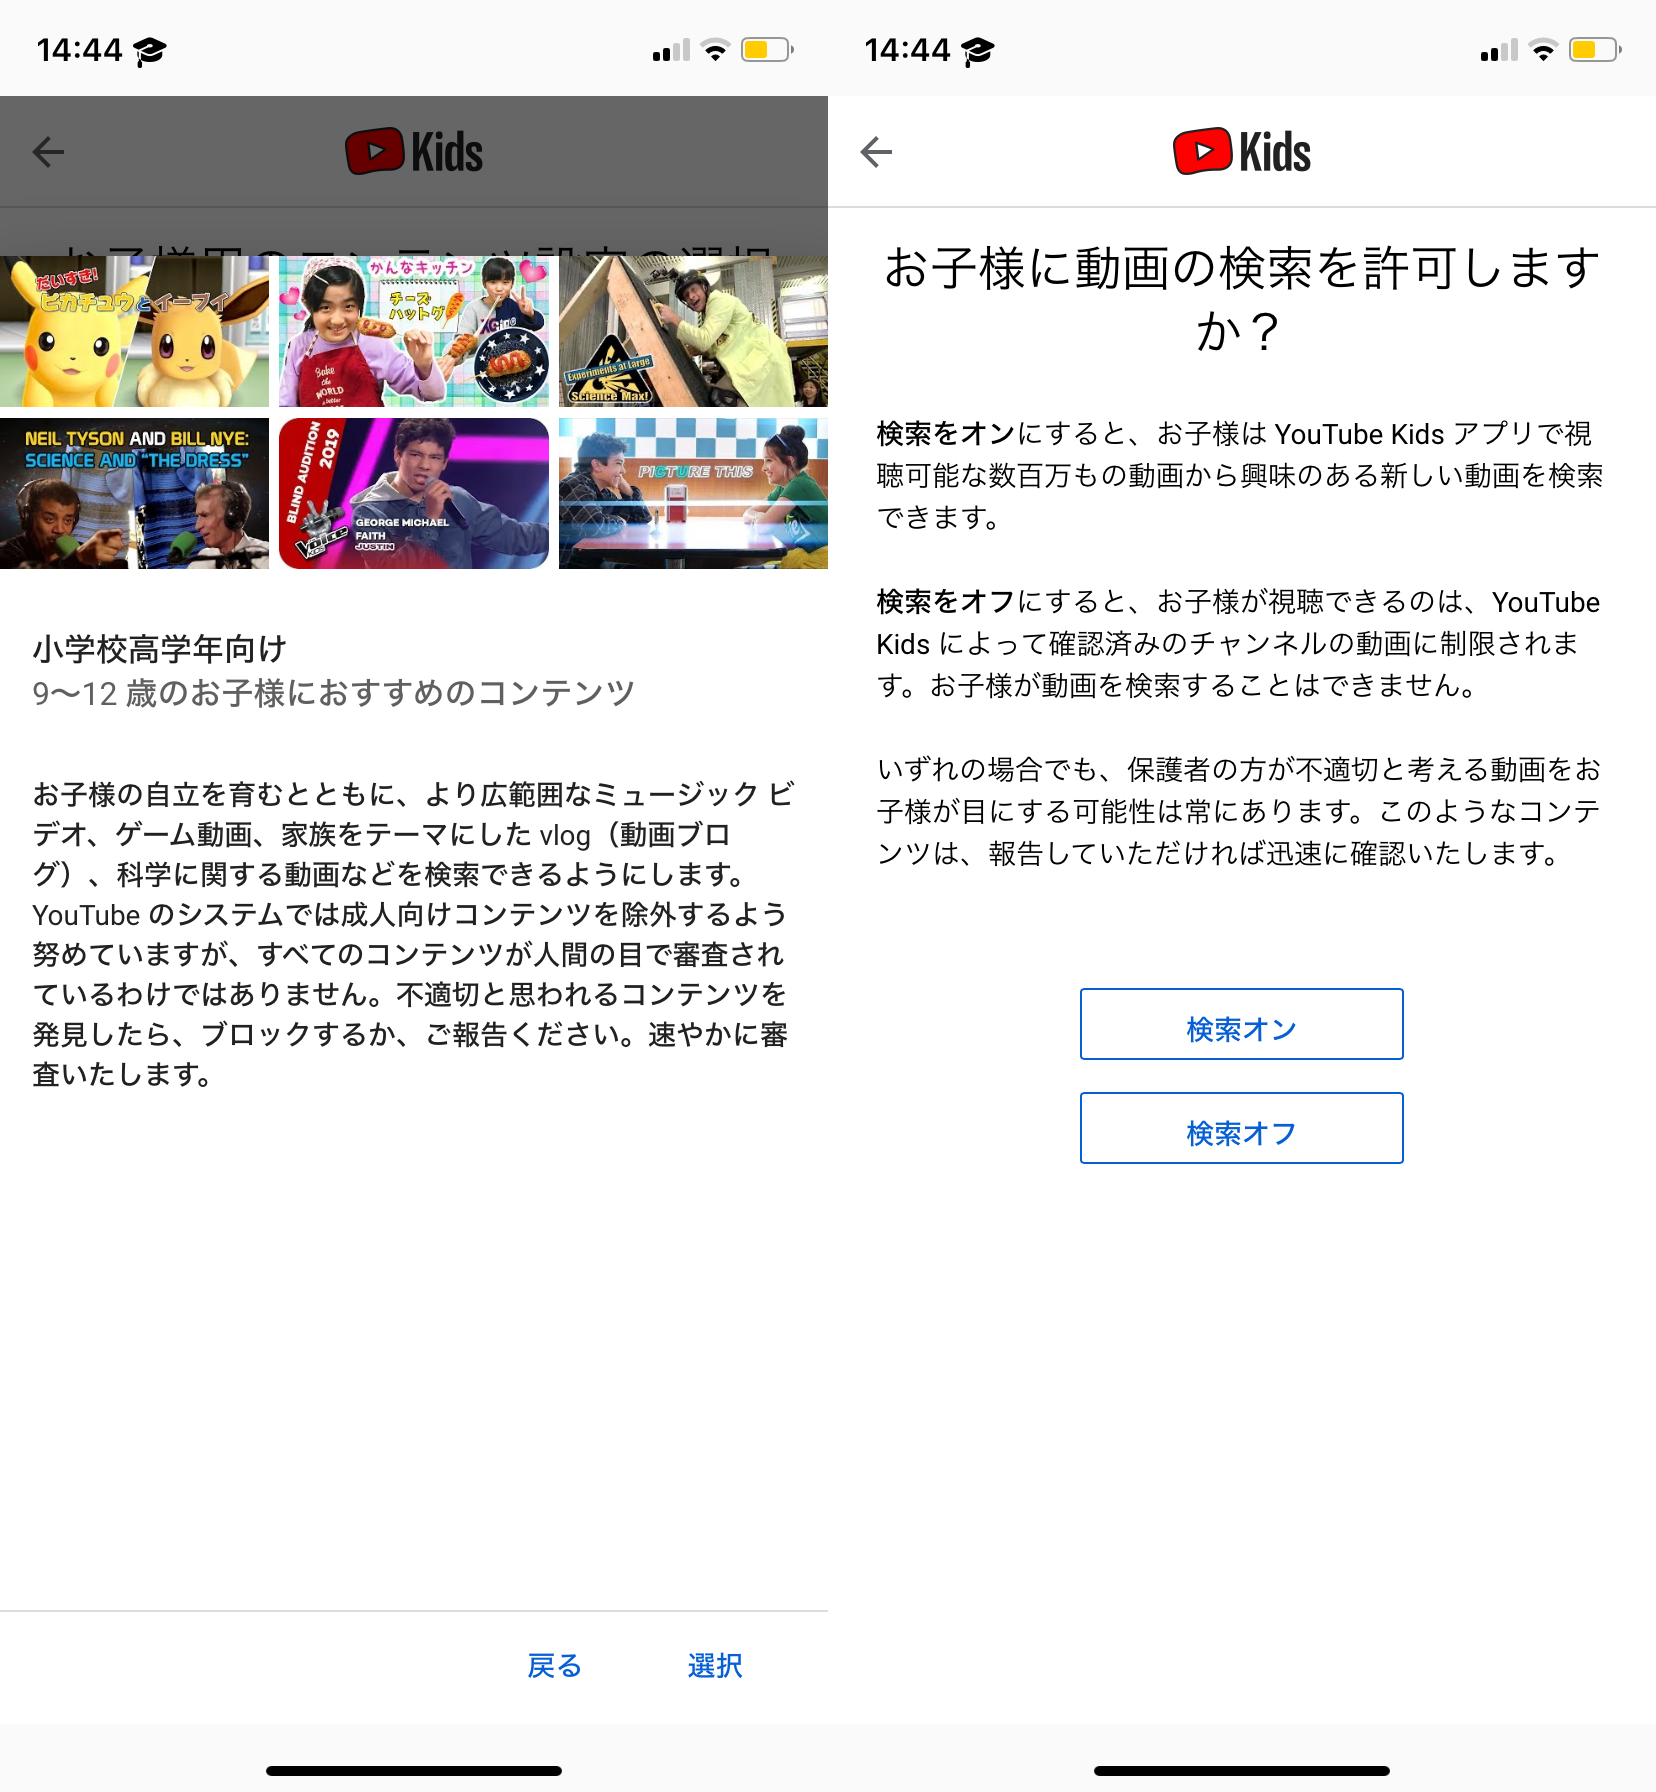 14:44
Kids
お子様用のコンテンツ設定の選択
だいすき!
ピカチュウとイーブイ
かんなキッチン
チーズ
ハットグ
Bake
the
WORLD
a better
Experiments at Large
Science Max!
NEIL TYSON AND BILL NYE:
SCIENCE AND "THE DRESS"
BLIND AUDITION
2019
The Voice
KIDS
GEORGE MICHAEL
FAITH
JUSTIN
PICTURE THIS
小学校高学年向け
9〜12 歳のお子様におすすめのコンテンツ
お子様の自立を育むとともに、より広範囲なミュージック ビ
デオ、ゲーム動画、家族をテーマにした vlog（動画ブロ
グ）、科学に関する動画などを検索できるようにします。
YouTube のシステムでは成人向けコンテンツを除外するよう
努めていますが、すべてのコンテンツが人間の目で審査され
ているわけではありません。不適切と思われるコンテンツを
発見したら、ブロックするか、ご報告ください。速やかに審
査いたします。
戻る
選択
14:44
Kids
お子様に動画の検索を許可します
か？
検索をオンにすると、お子様は YouTube Kids アプリで視
聴可能な数百万もの動画から興味のある新しい動画を検索
できます。
検索をオフにすると、お子様が視聴できるのは、YouTube
Kids によって確認済みのチャンネルの動画に制限されま
す。お子様が動画を検索することはできません。
いずれの場合でも、保護者の方が不適切と考える動画をお
子様が目にする可能性は常にあります。このようなコンテ
ンツは、報告していただければ迅速に確認いたします。
検索オン
検索オフ